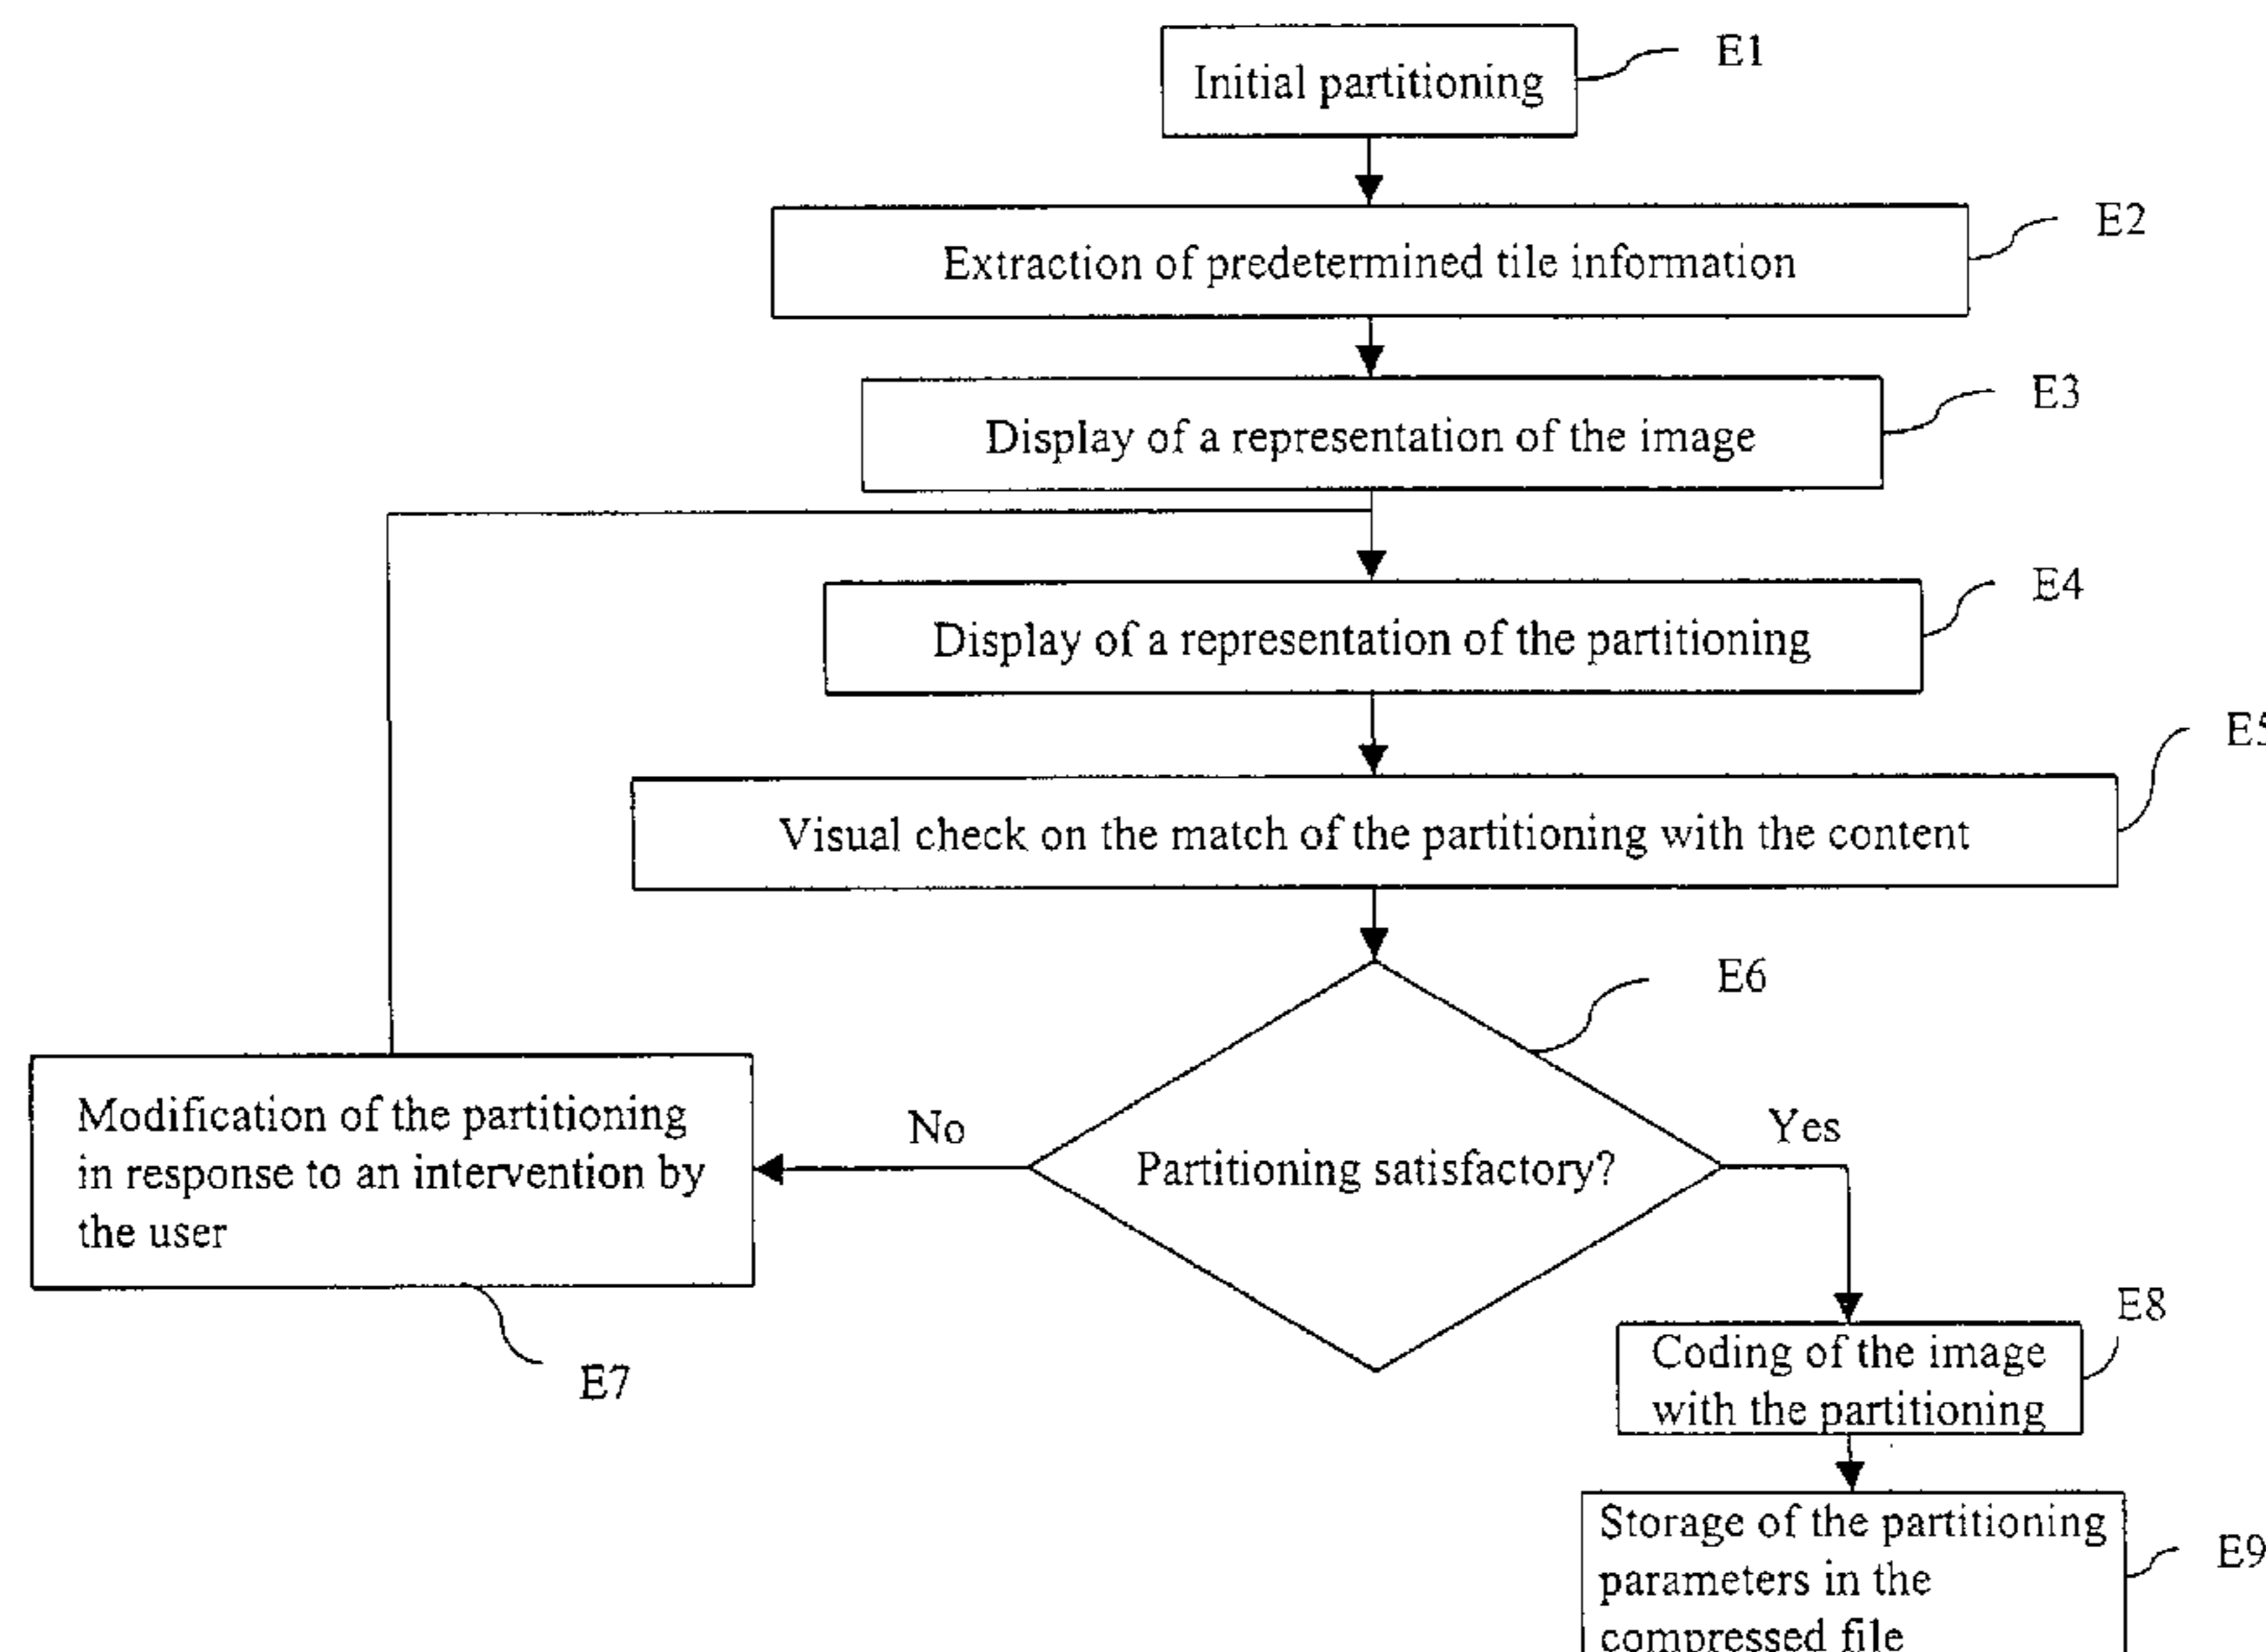 Initial partitioning
E1
Extraction of predetermined tile information
E2
Display of a representation of the image
E3
Display of a representation of the partitioning
E4
Visual check on the match of the partitioning with the content
E5
Partitioning satisfactory?
E6
No
Yes
Modification of the partitioning
in response to an intervention by
the user
E7
Coding of the image
with the partitioning
E8
Storage of the partitioning
parameters in the
compressed file
E9